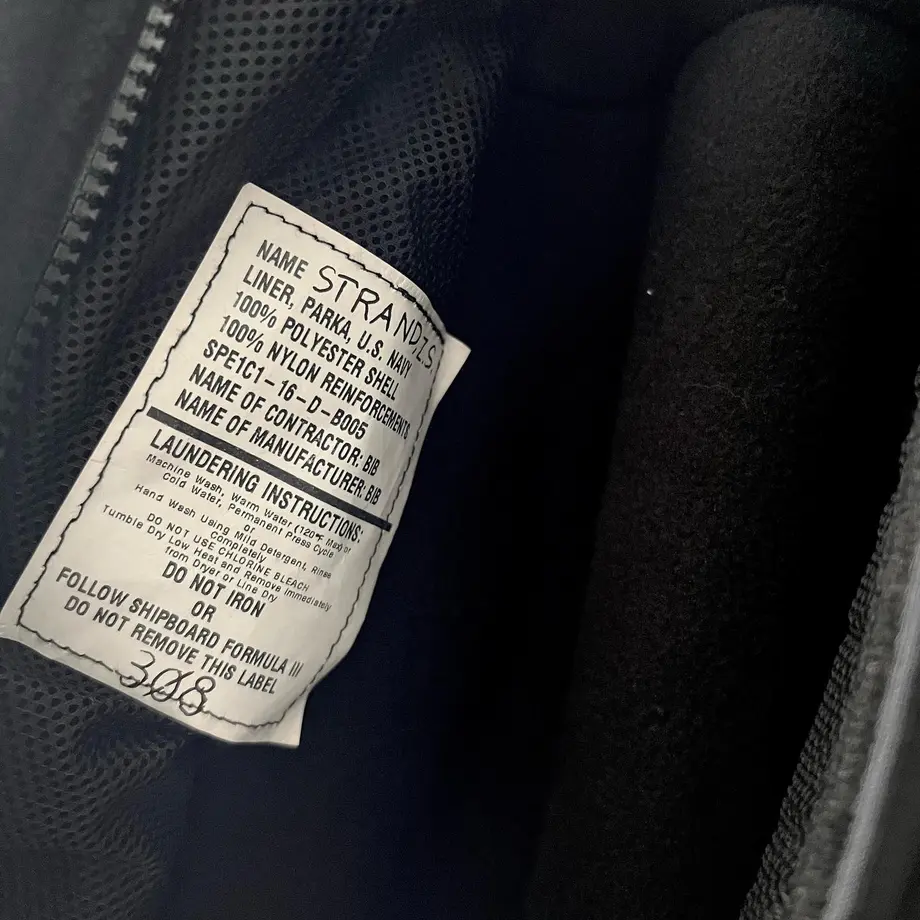 NAME STRANDZ.S.
LINER, PARKA, U.S. NAVY
100% POLYESTER SHELL
100% NYLON REINFORCEMENTS
SPE1C1-16-D-B005
NAME OF CONTRACTOR: BIB
NAME OF MANUFACTURER: BIB
LAUNDERING INSTRUCTIONS:
Machine Wash, Warm Water (120°F Max) or
Cold Water, Permanent Press Cycle
or
Hand Wash Using Mild Detergent, Rinse
Completely
DO NOT USE CHLORINE BLEACH
Tumble Dry Low Heat and Remove Immediately
from Dryer or Line Dry
DO NOT IRON
OR
FOLLOW SHIPBOARD FORMULA III
DO NOT REMOVE THIS LABEL
308